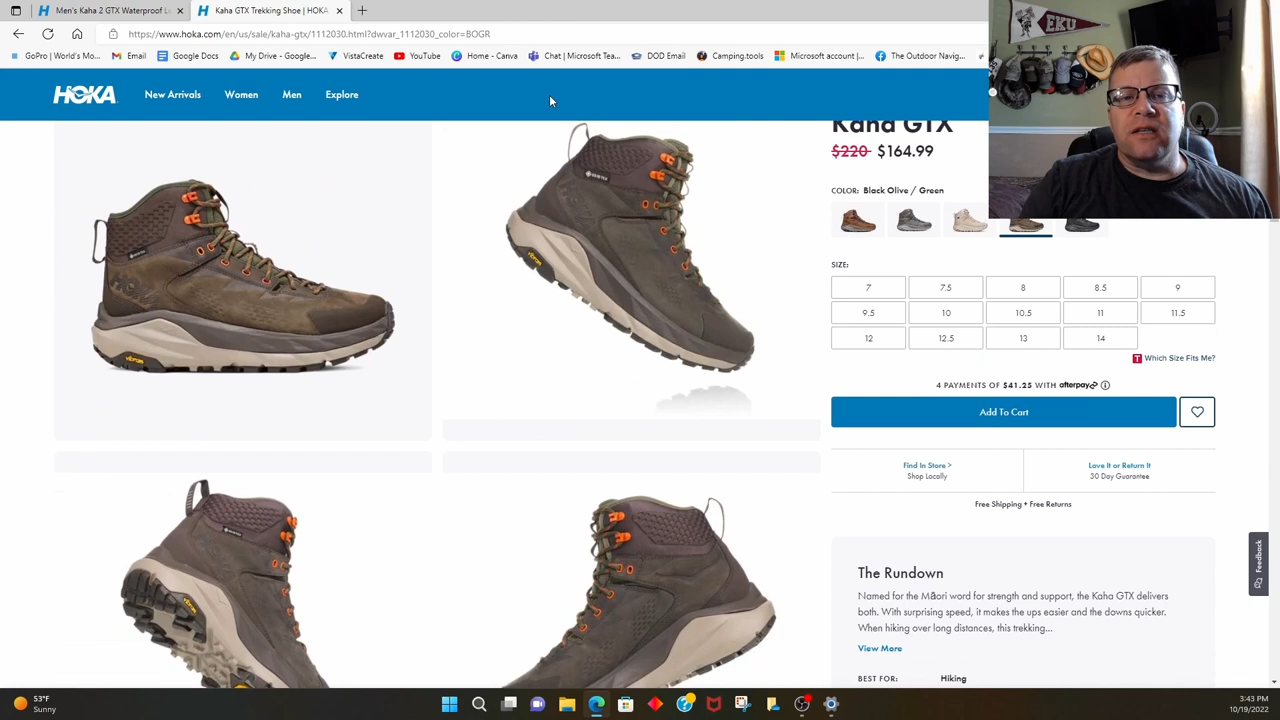 Men's Kaha 2 GTX Waterproof Le
Kaha GTX Trekking Shoe | HOKA
https://www.hoka.com/en/us/sale/kaha-gtx/1112030.html?dwvar_1112030_color=BOGR
GoPro | World's Mo...
Email
Google Docs
My Drive - Google...
VistaCreate
YouTube
Home - Canva
Chat | Microsoft Tea...
DOD Email
Camping.tools
Microsoft account |...
The Outdoor Navig...
EKU
HOKA
New Arrivals
Women
Men
Explore
Kaha GTX
$220 $164.99
COLOR: Black Olive / Green
SIZE:
7 7.5 8 8.5 9
9.5 10 10.5 11 11.5
12 12.5 13 14
T Which Size Fits Me?
4 PAYMENTS OF $41.25 WITH afterpay
Add To Cart
Find In Store >
Shop Locally
Love It or Return It
30 Day Guarantee
Free Shipping + Free Returns
Feedback
The Rundown
Named for the Māori word for strength and support, the Kaha GTX delivers
both. With surprising speed, it makes the ups easier and the downs quicker.
When hiking over long distances, this trekking...
View More
BEST FOR: Hiking
vibram
vibram
vibram
53°F
Sunny
3:43 PM
10/19/2022